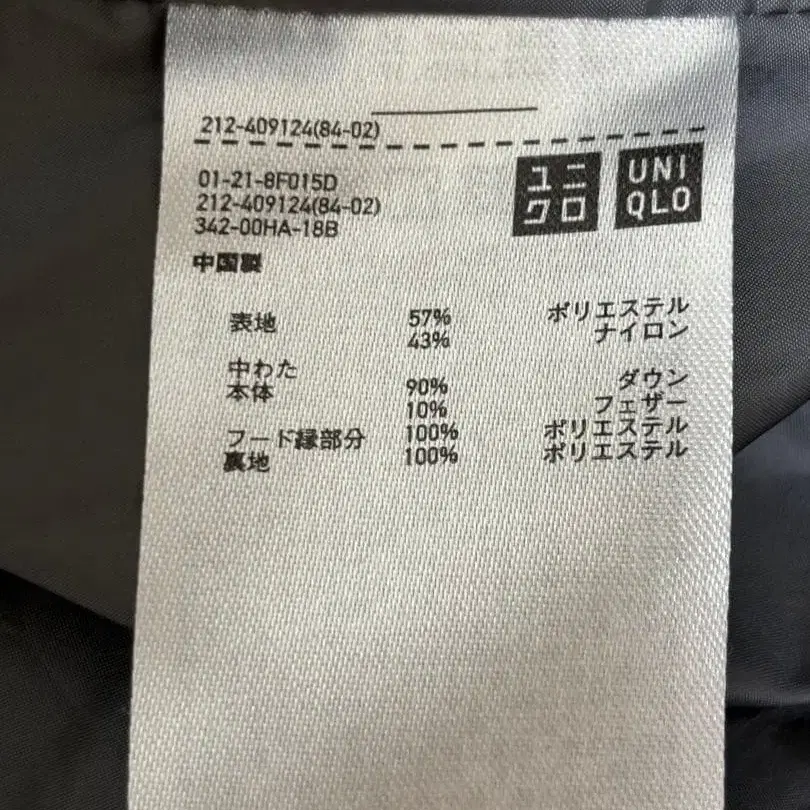 212-409124(84-02)
01-21-8F015D
212-409124(84-02)
342-00HA-18B
中国製
ユニ
クロ
UNI
QLO
表地 57% ポリエステル
43% ナイロン
中わた
本体 90% ダウン
10% フェザー
フード縁部分 100% ポリエステル
裏地 100% ポリエステル